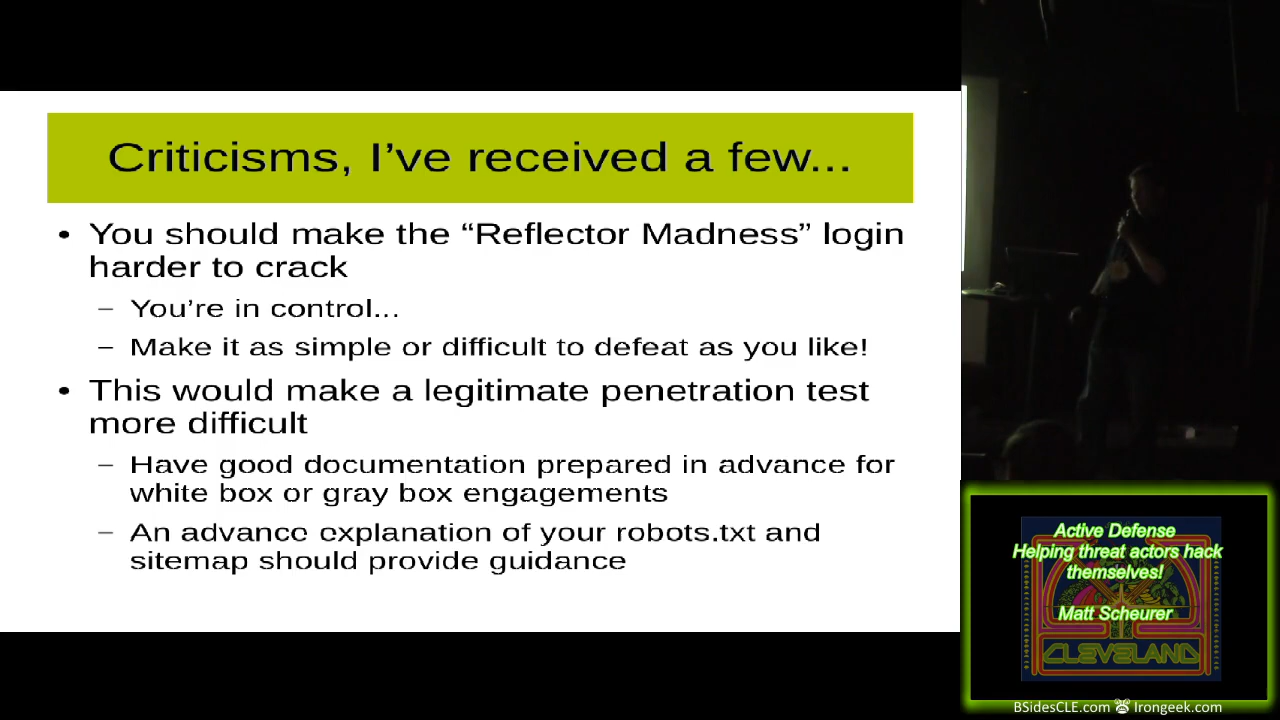 Criticisms, I've received a few...
• You should make the “Reflector Madness” login
harder to crack
– You're in control...
– Make it as simple or difficult to defeat as you like!
• This would make a legitimate penetration test
more difficult
– Have good documentation prepared in advance for
white box or gray box engagements
– An advance explanation of your robots.txt and
sitemap should provide guidance
Active Defense
Helping threat actors hack
themselves!
Matt Scheurer
CLEVELAND
BSidesCLE.com Irongeek.com